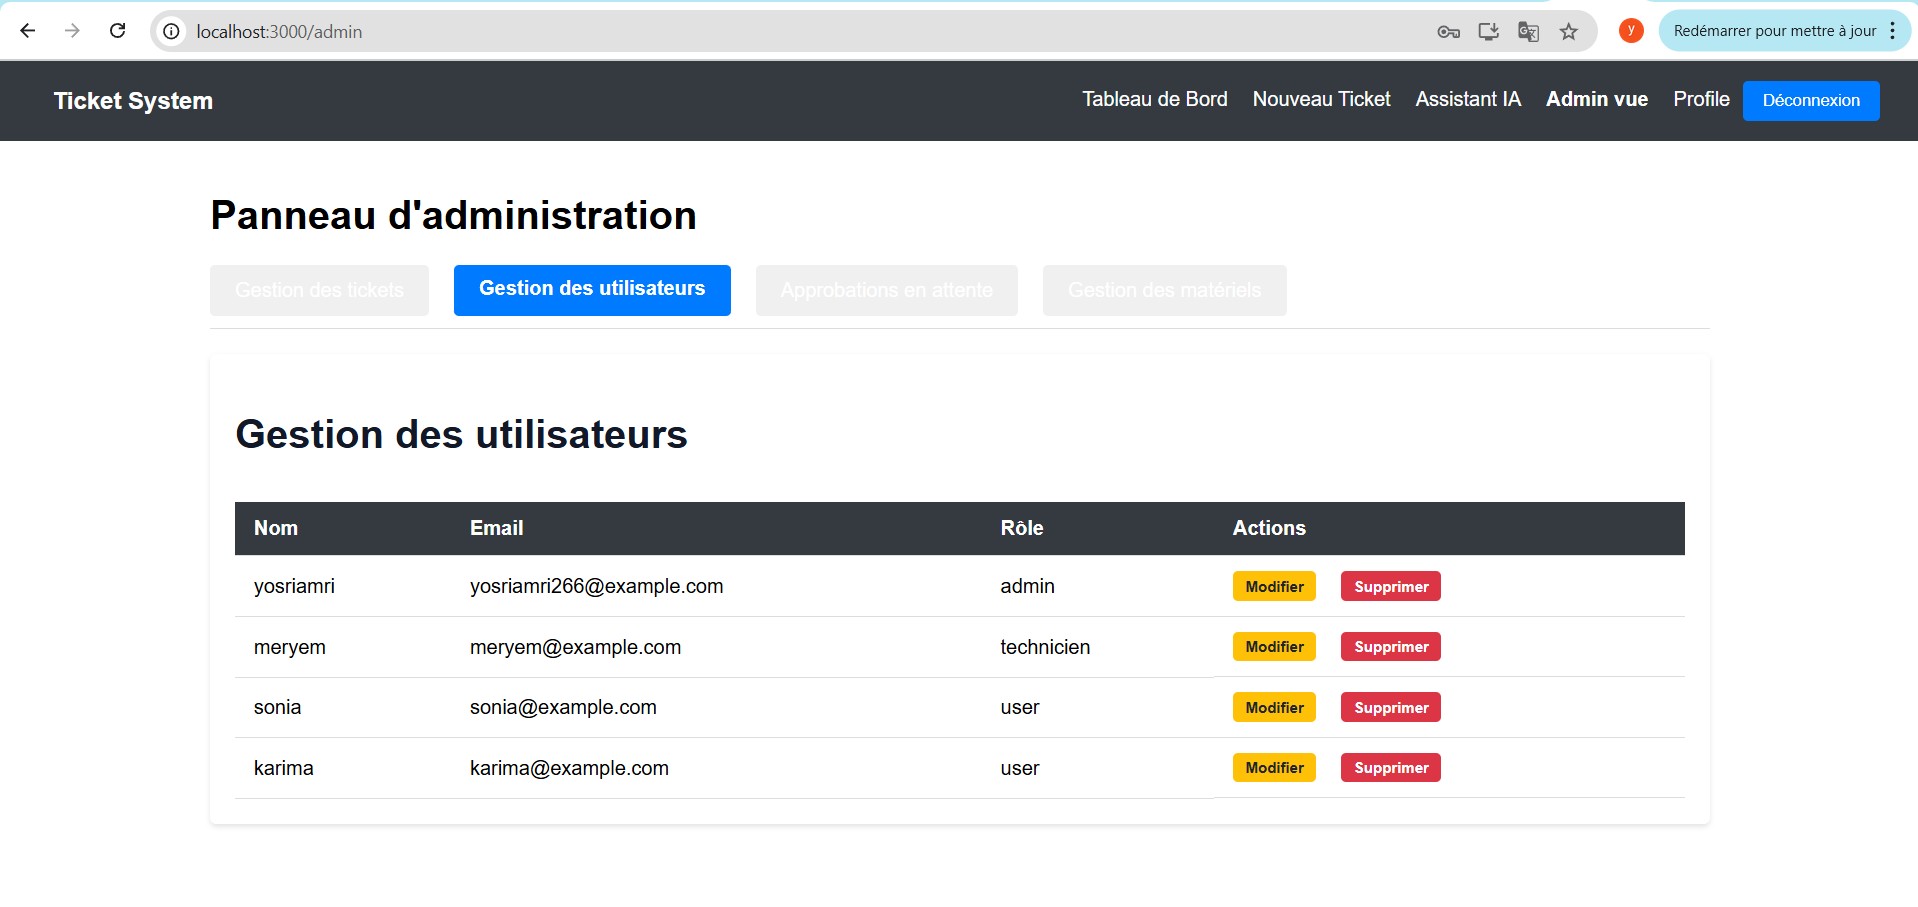 localhost:3000/admin
y
Redémarrer pour mettre à jour
Ticket System
Tableau de Bord
Nouveau Ticket
Assistant IA
Admin vue
Profile
Déconnexion
Panneau d'administration
Gestion des tickets
Gestion des utilisateurs
Approbations en attente
Gestion des matériels
Gestion des utilisateurs
Nom Email Rôle Actions
yosriamri yosriamri266@example.com admin Modifier Supprimer
meryem meryem@example.com technicien Modifier Supprimer
sonia sonia@example.com user Modifier Supprimer
karima karima@example.com user Modifier Supprimer